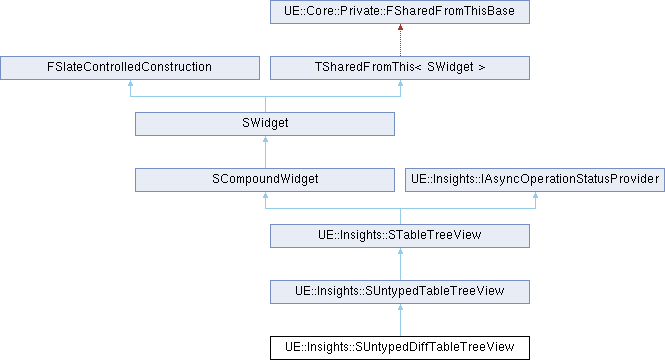 UE::Core::Private::FSharedFromThisBase
FSlateControlledConstruction
TSharedFromThis< SWidget >
SWidget
SCompoundWidget
UE::Insights::IAsyncOperationStatusProvider
UE::Insights::STableTreeView
UE::Insights::SUntypedTableTreeView
UE::Insights::SUntypedDiffTableTreeView